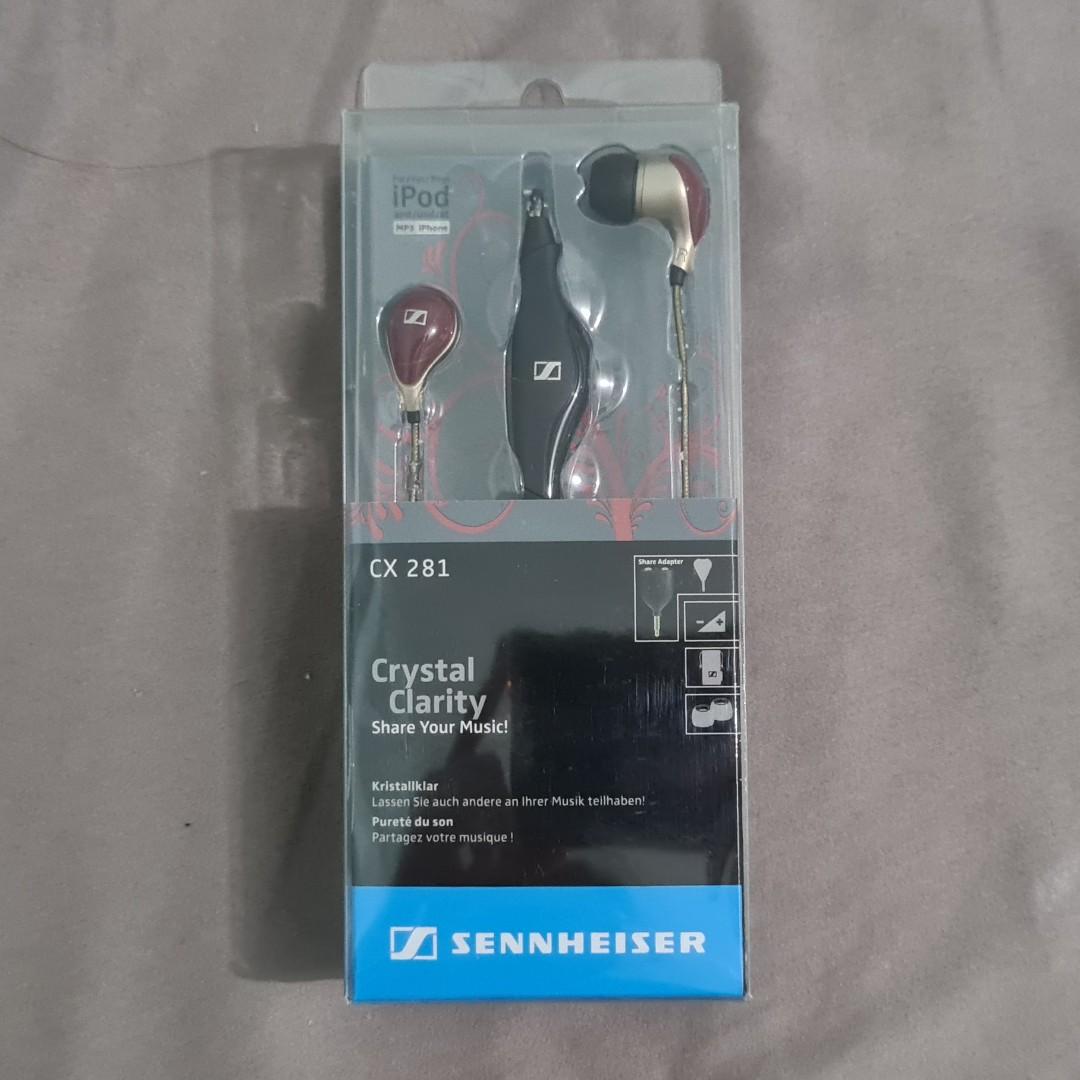 iPod
MP3 iPhone
CX 281
Share Adapter
- +
Crystal
Clarity
Share Your Music!
Kristallklar
Lassen Sie auch andere an Ihrer Musik teilhaben!
Pureté du son
Partagez votre musique !
SENNHEISER